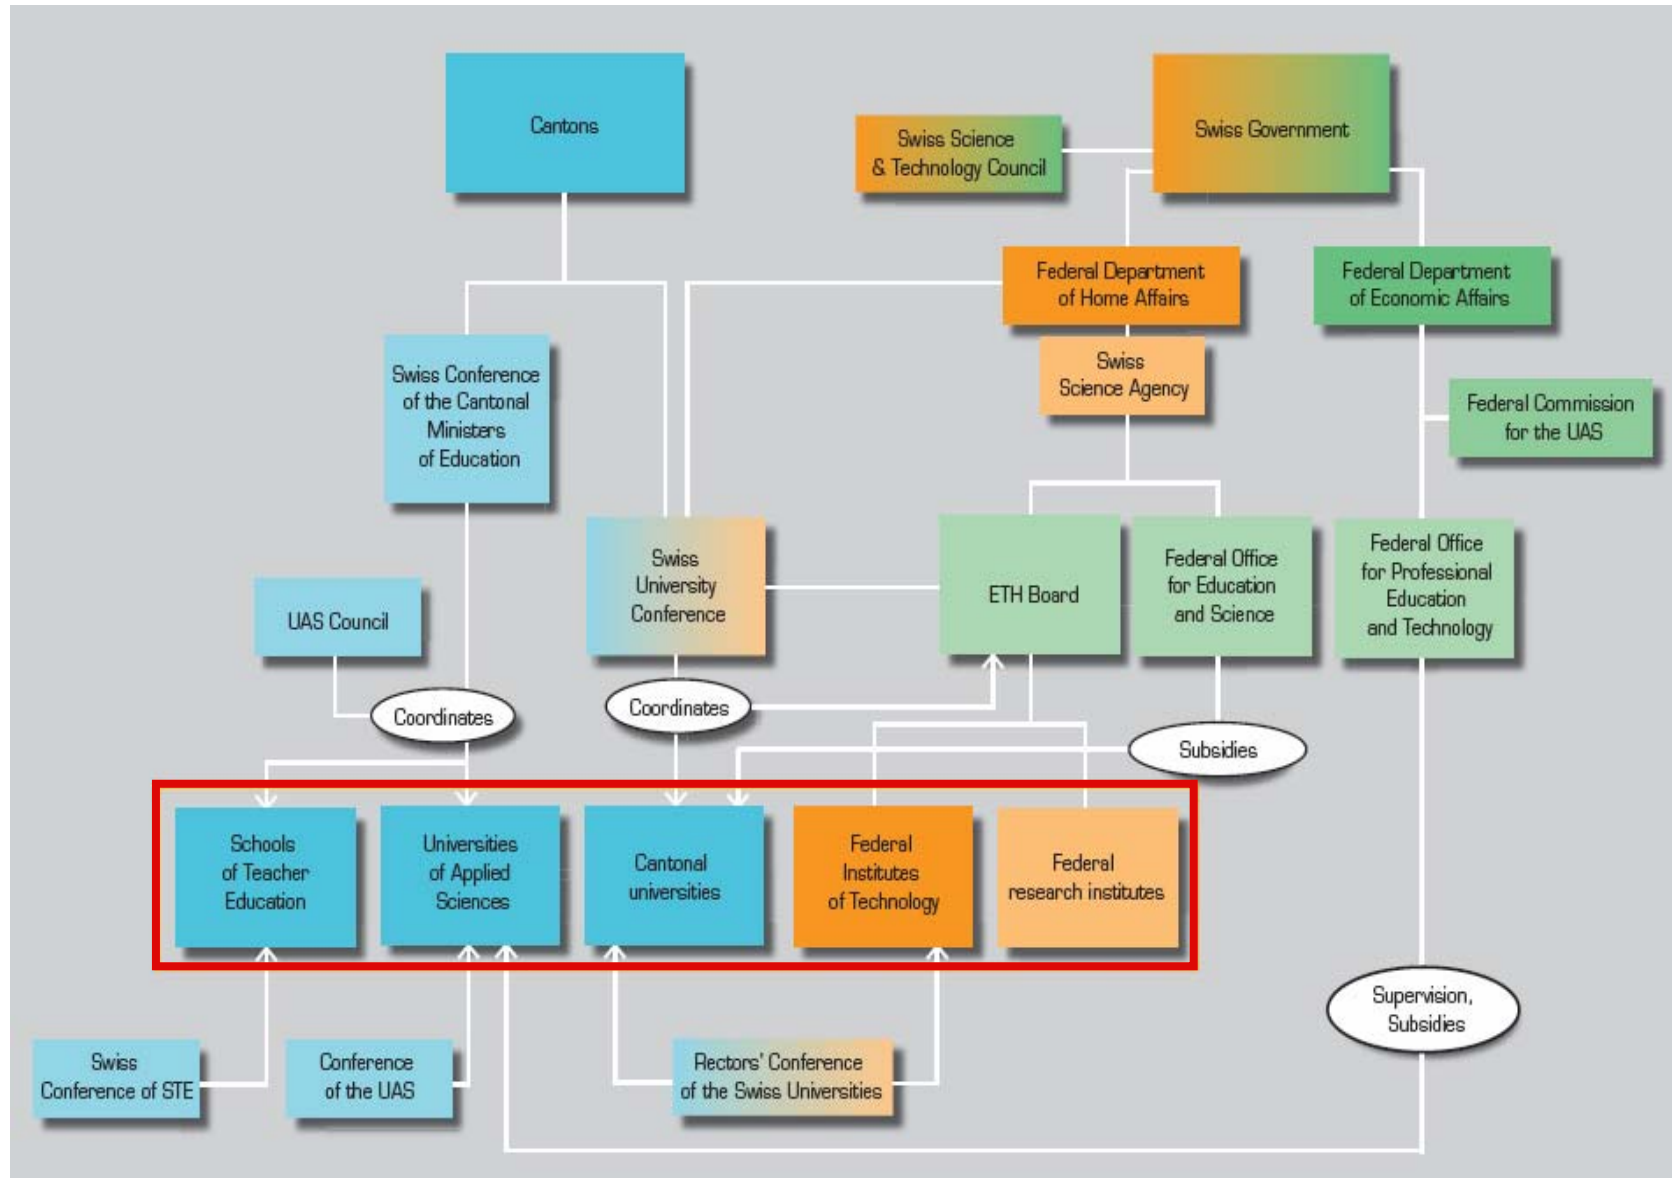 Cantons
Swiss Government
Swiss Science
& Technology Council
Federal Department
of Home Affairs
Federal Department
of Economic Affairs
Swiss Conference
of the Cantonal
Ministers
of Education
Swiss
Science Agency
Federal Commission
for the UAS
Swiss
University
Conference
ETH Board
Federal Office
for Education
and Science
Federal Office
for Professional
Education
and Technology
UAS Council
Coordinates
Coordinates
Subsidies
Schools
of Teacher
Education
Universities
of Applied
Sciences
Cantonal
universities
Federal
Institutes
of Technology
Federal
research institutes
Supervision,
Subsidies
Swiss
Conference of STE
Conference
of the UAS
Rectors' Conference
of the Swiss Universities